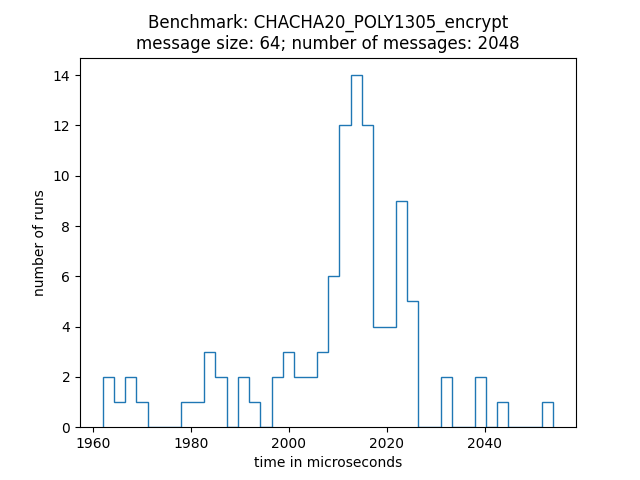 Benchmark: CHACHA20_POLY1305_encrypt
message size: 64; number of messages: 2048
14
12
10
8
6
4
2
0
number of runs
1960 1980 2000 2020 2040
time in microseconds